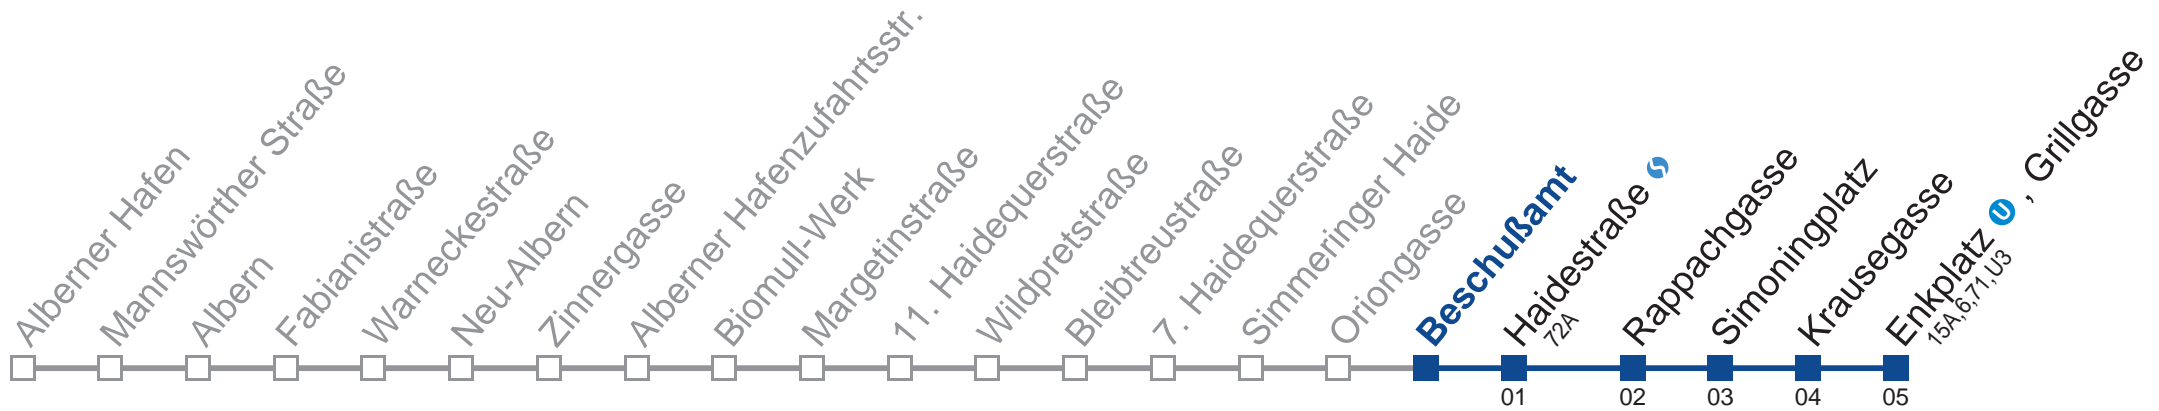 Alberner Hafen
Mannswörther Straße
Albern
Fabianistraße
Warneckestraße
Neu-Albern
Zinnergasse
Alberner Hafenzufahrtsstr.
Biomull-Werk
Margetinstraße
11. Haidequerstraße
Wildpretstraße
Bleibtreustraße
7. Haidequerstraße
Simmeringer Haide
Oriongasse
Beschußamt
Haidestraße
72A
Rappachgasse
Simoningplatz
Krausegasse
Enkplatz U , Grillgasse
15A,6,71,U3
01 02 03 04 05